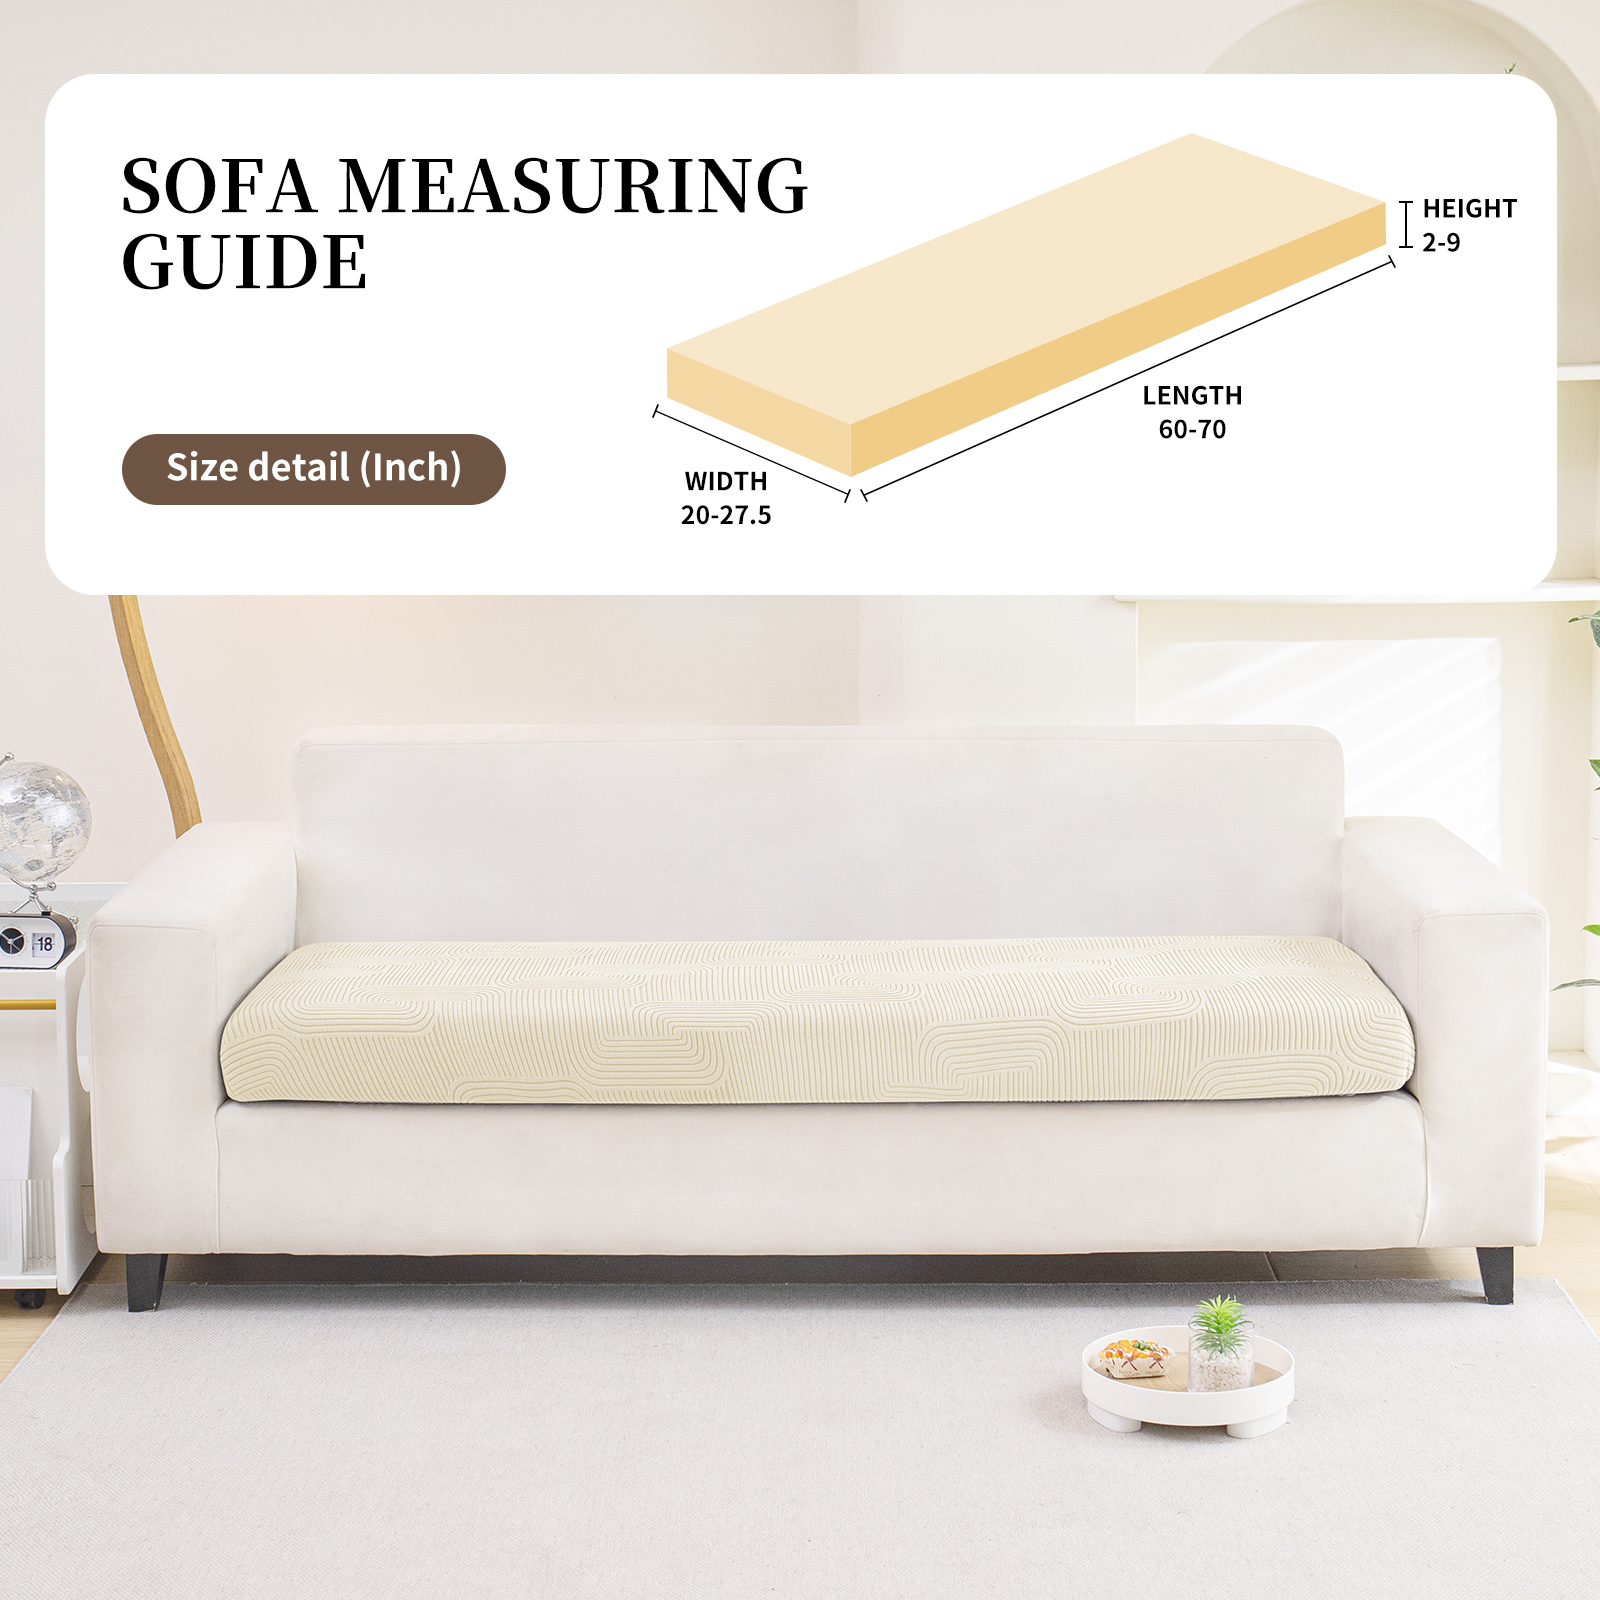 SOFA MEASURING
GUIDE
HEIGHT
2-9
LENGTH
60-70
Size detail (Inch)
WIDTH
20-27.5
18